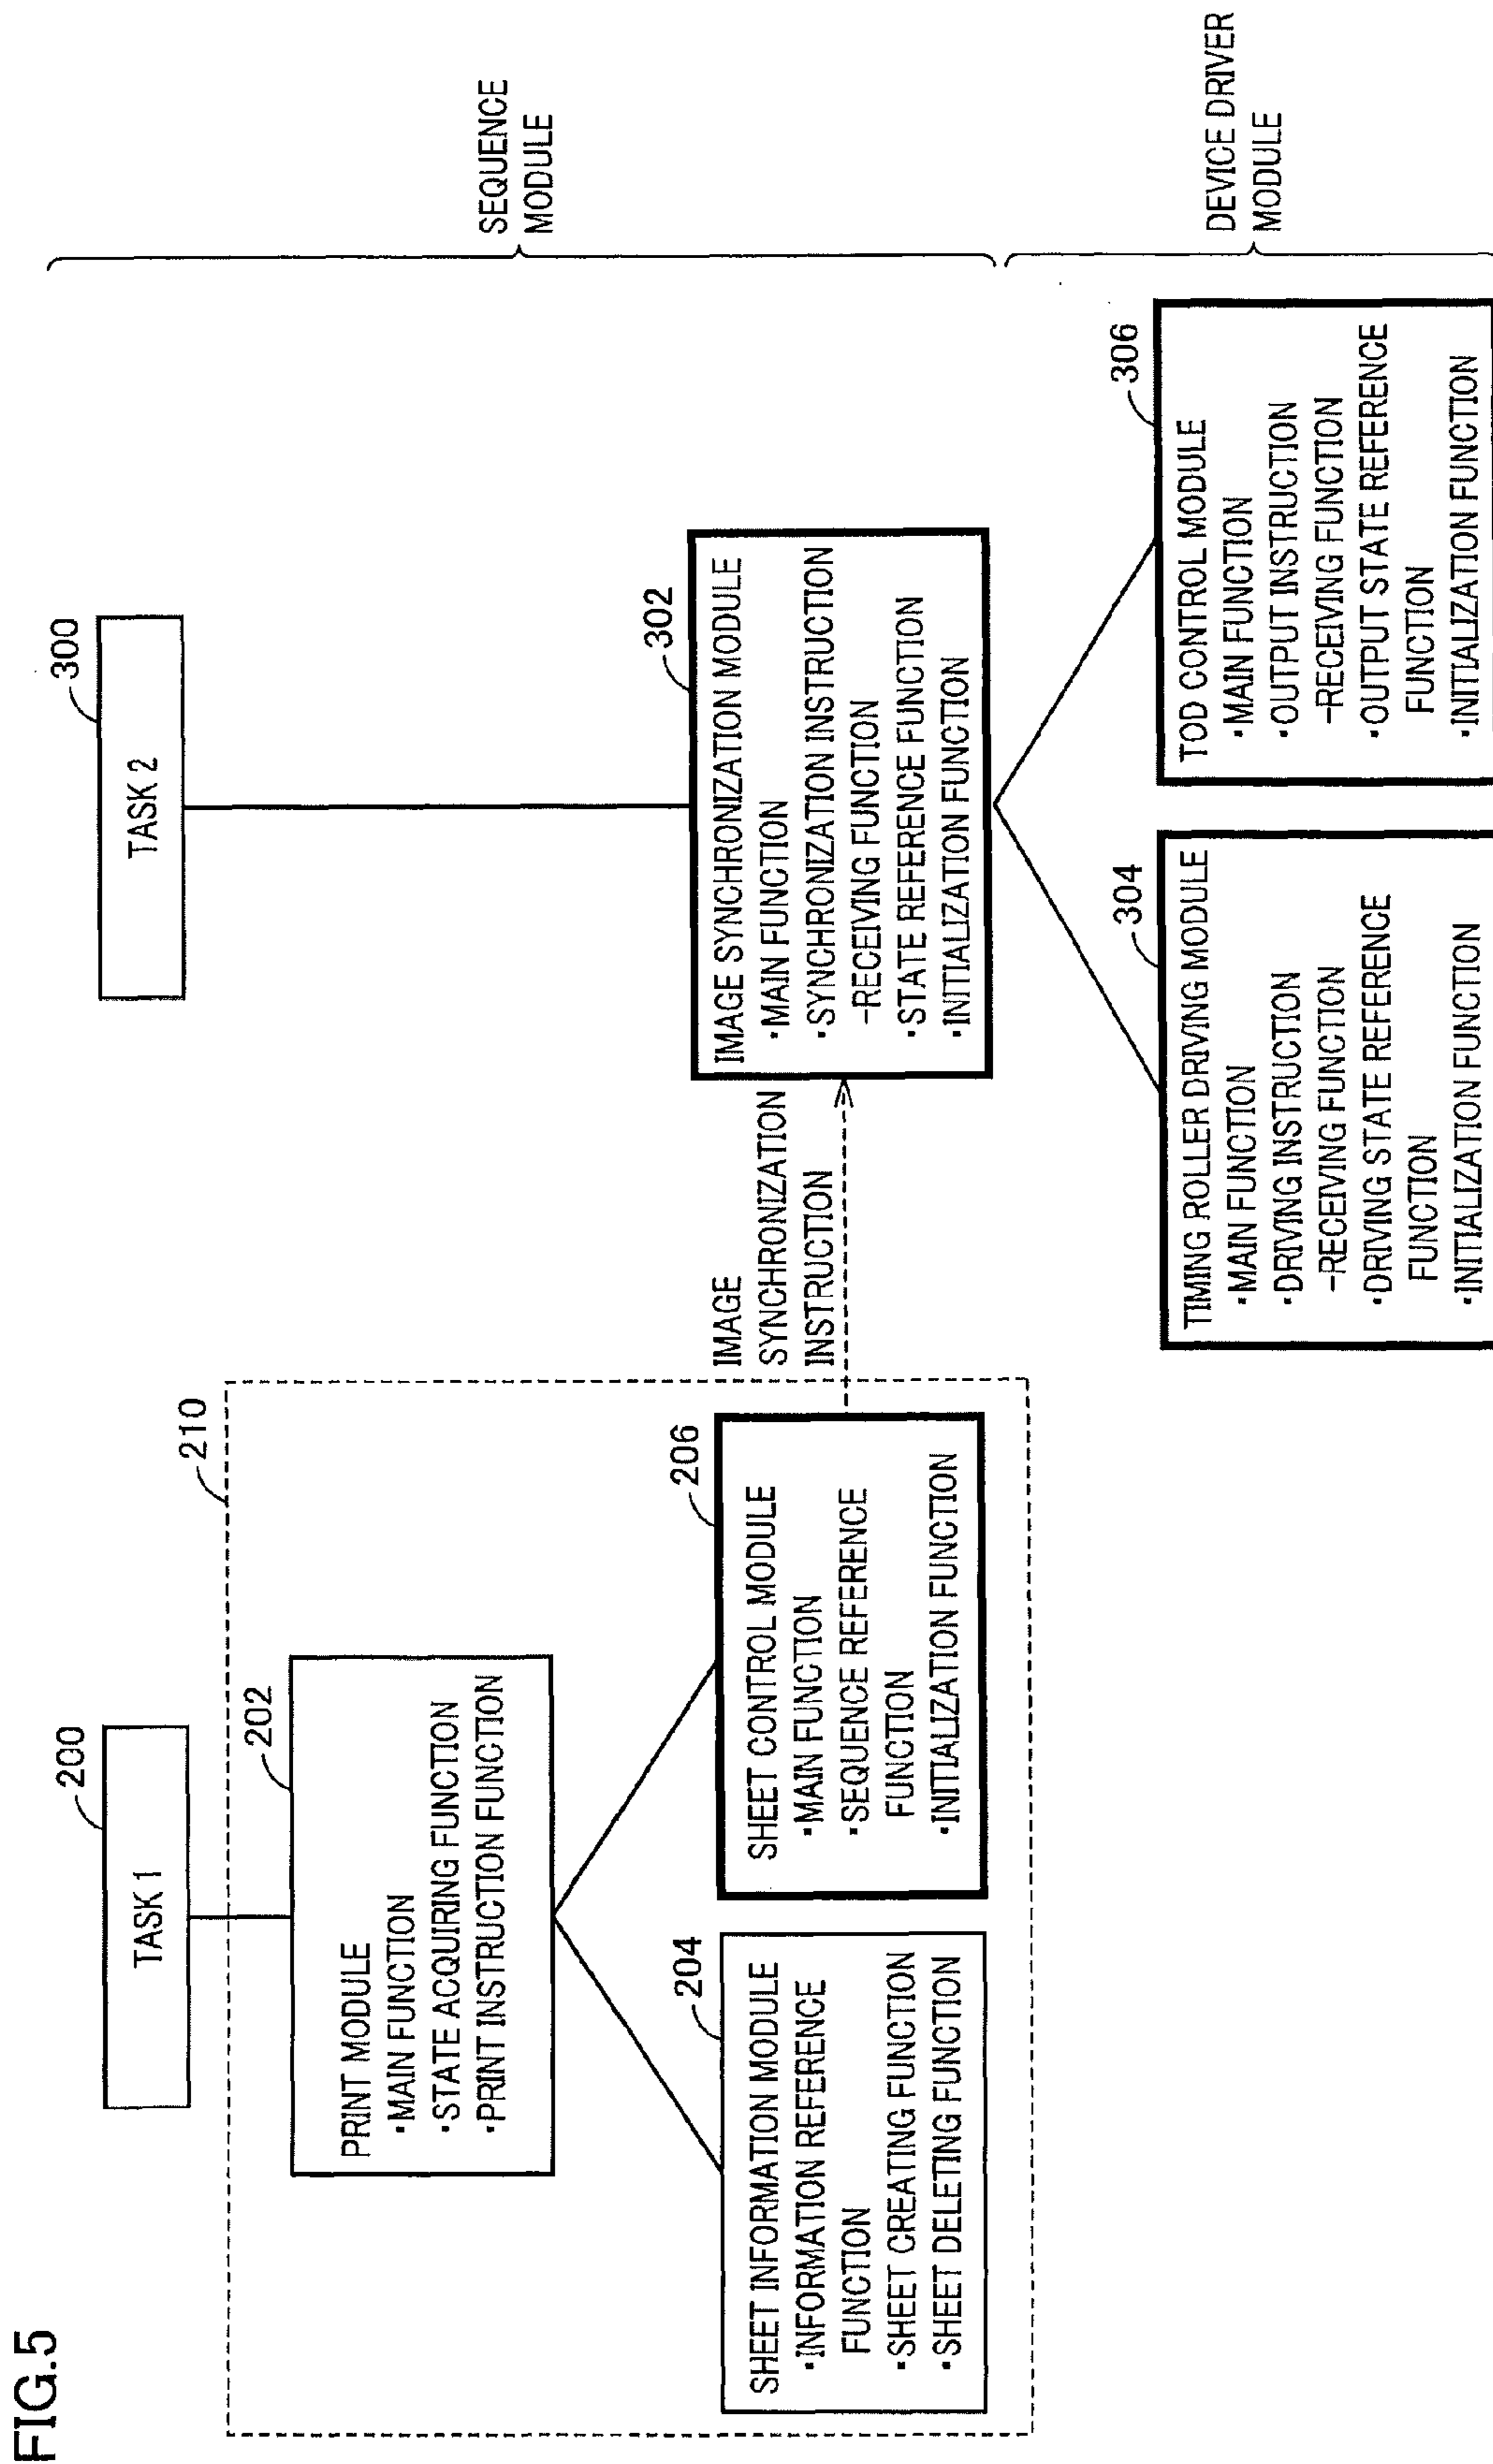 FIG.5
200
TASK 1
300
TASK 2
210
202
PRINT MODULE
·MAIN FUNCTION
·STATE ACQUIRING FUNCTION
·PRINT INSTRUCTION FUNCTION
204
SHEET INFORMATION MODULE
·INFORMATION REFERENCE
FUNCTION
·SHEET CREATING FUNCTION
·SHEET DELETING FUNCTION
206
SHEET CONTROL MODULE
·MAIN FUNCTION
·SEQUENCE REFERENCE
FUNCTION
·INITIALIZATION FUNCTION
IMAGE
SYNCHRONIZATION
INSTRUCTION
302
IMAGE SYNCHRONIZATION MODULE
·MAIN FUNCTION
·SYNCHRONIZATION INSTRUCTION
-RECEIVING FUNCTION
·STATE REFERENCE FUNCTION
·INITIALIZATION FUNCTION
SEQUENCE
MODULE
304
TIMING ROLLER DRIVING MODULE
·MAIN FUNCTION
·DRIVING INSTRUCTION
-RECEIVING FUNCTION
·DRIVING STATE REFERENCE
FUNCTION
·INITIALIZATION FUNCTION
306
TOD CONTROL MODULE
·MAIN FUNCTION
·OUTPUT INSTRUCTION
-RECEIVING FUNCTION
·OUTPUT STATE REFERENCE
FUNCTION
·INITIALIZATION FUNCTION
DEVICE DRIVER
MODULE